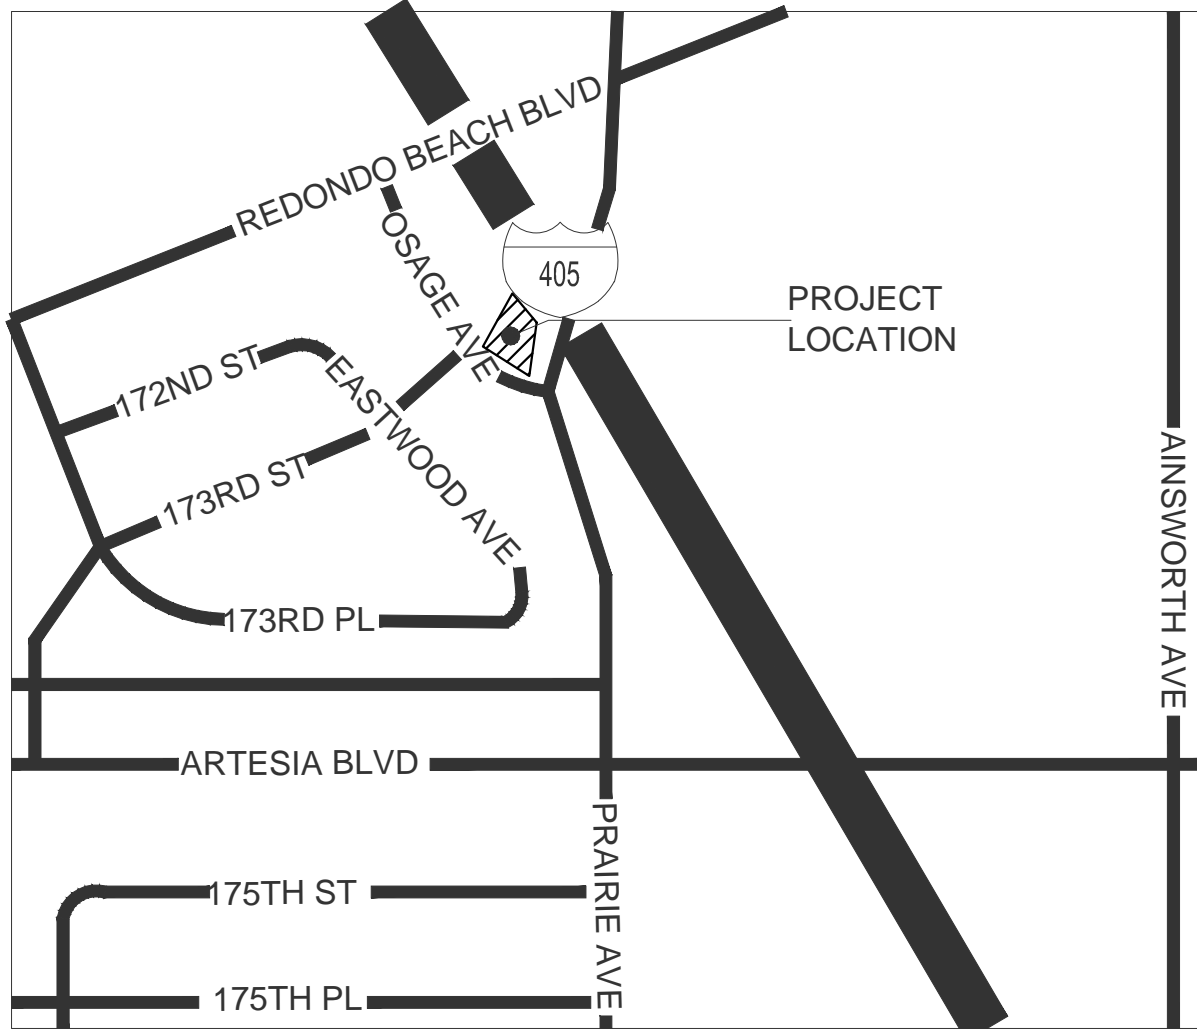 REDONDO BEACH BLVD
OSAGE AVE
405
PROJECT
LOCATION
172ND ST
EASTWOOD AVE
173RD ST
AINSWORTH AVE
173RD PL
ARTESIA BLVD
PRAIRIE AVE
175TH ST
175TH PL